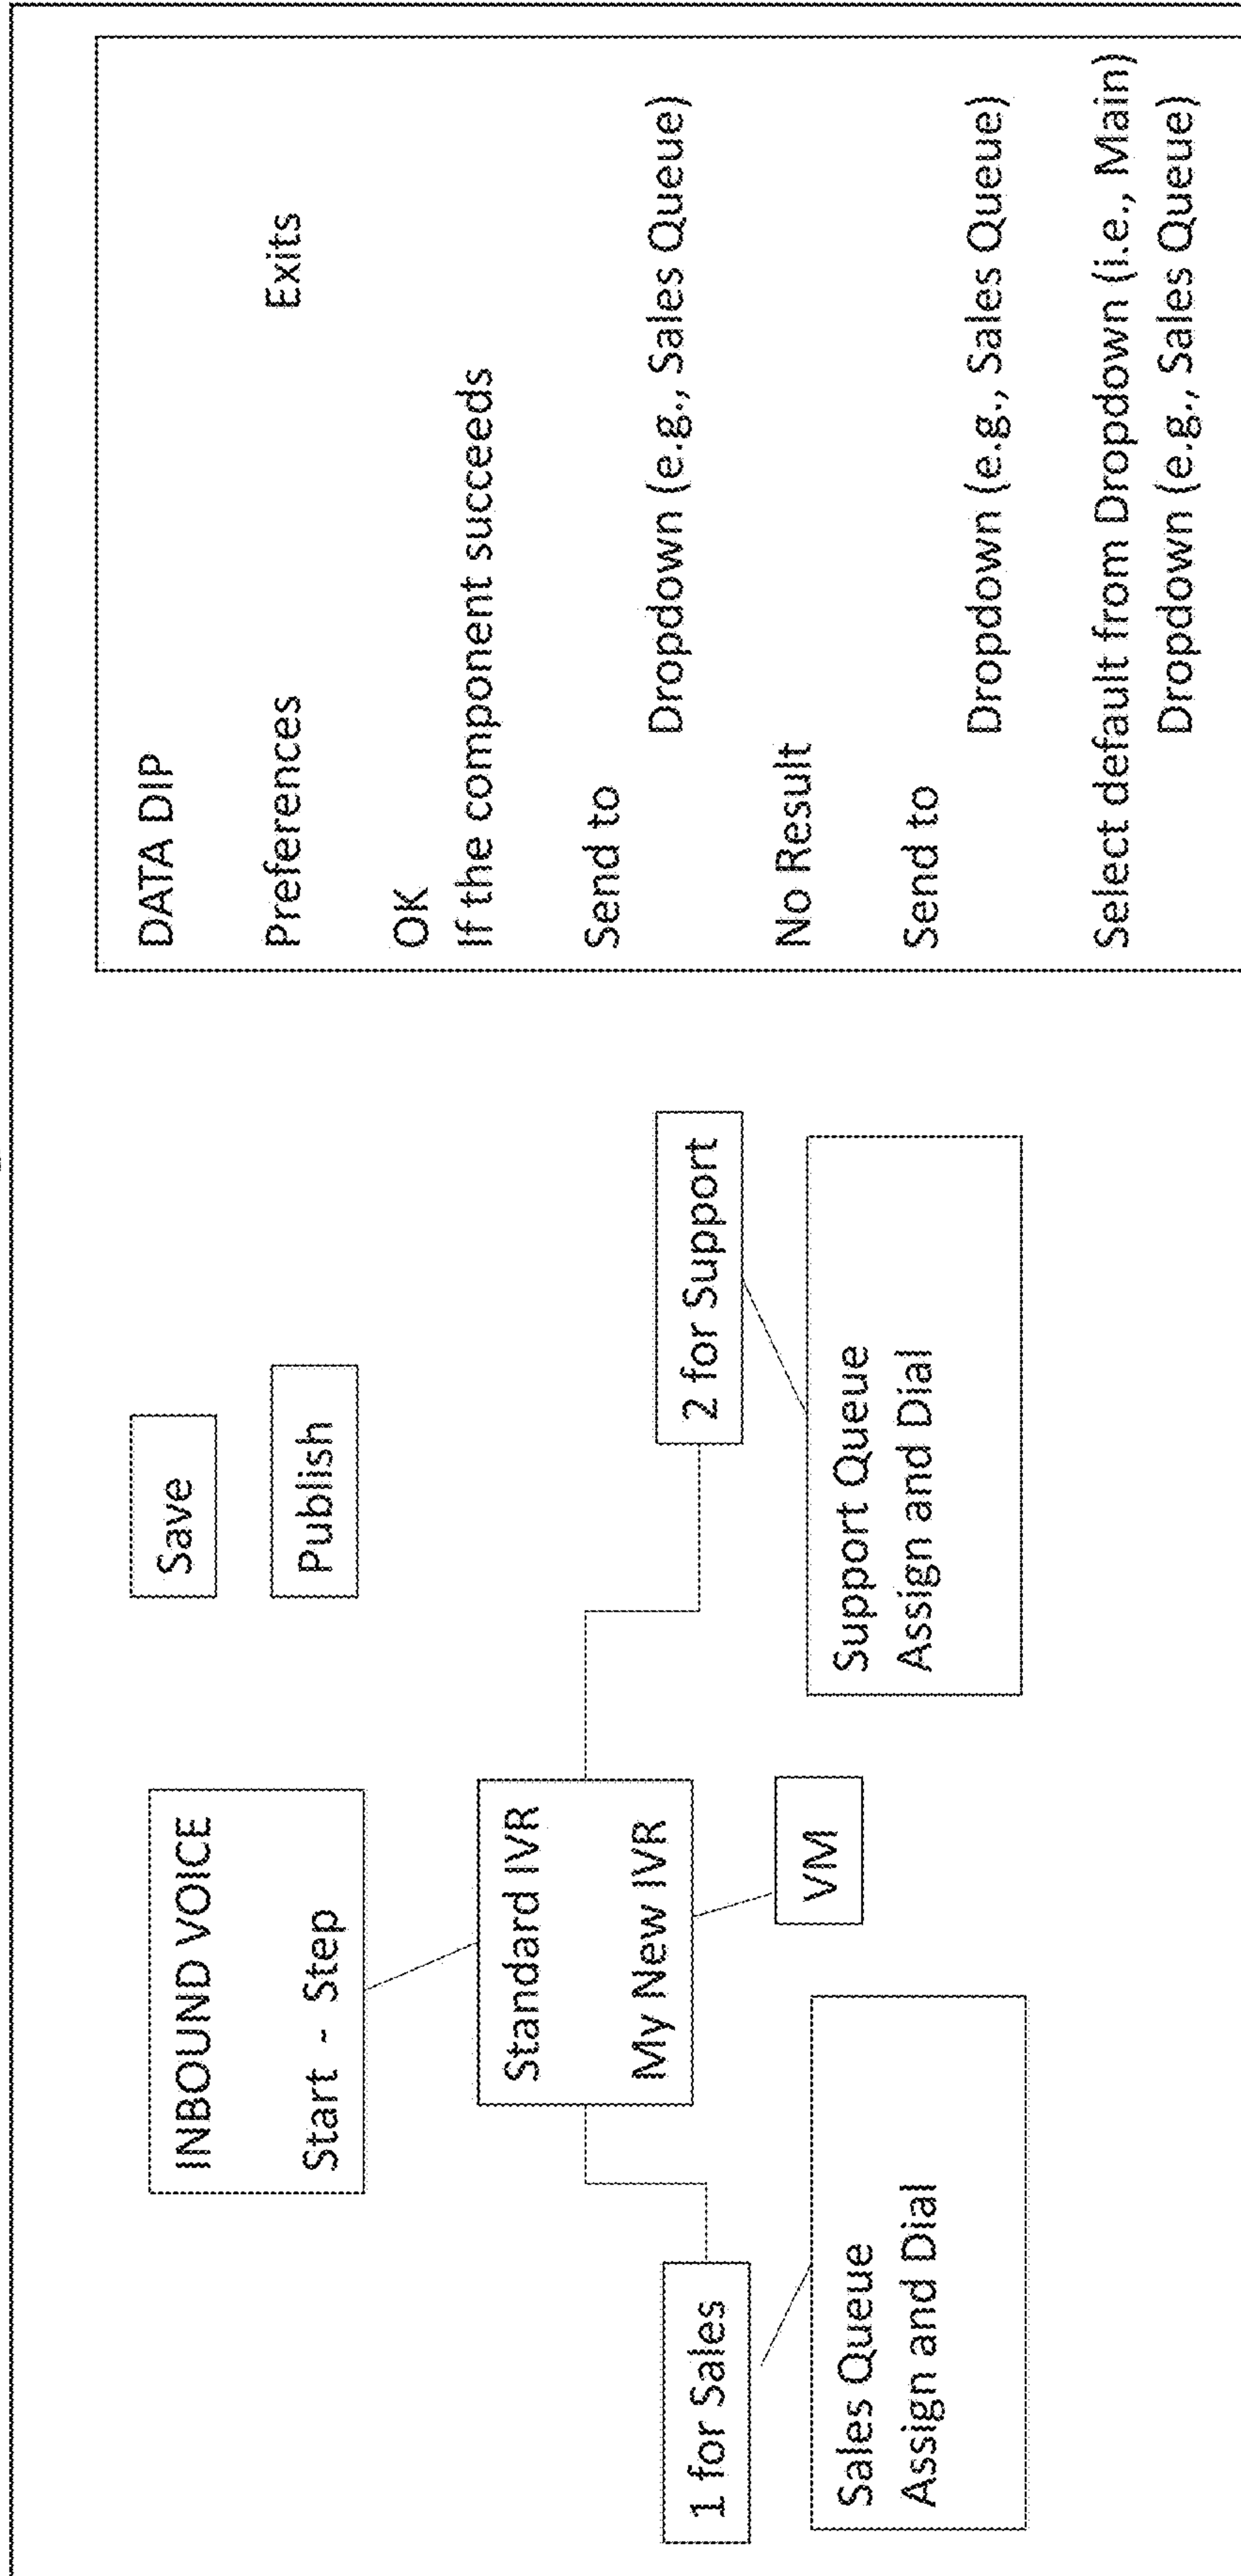 INBOUND VOICE
Start - Step
Save
Publish
Standard IVR
My New IVR
1 for Sales
2 for Support
VM
Sales Queue
Assign and Dial
Support Queue
Assign and Dial
DATA DIP
Preferences Exits
OK
If the component succeeds
Send to
Dropdown (e.g., Sales Queue)
No Result
Send to
Dropdown (e.g., Sales Queue)
Select default from Dropdown (i.e., Main)
Dropdown (e.g., Sales Queue)